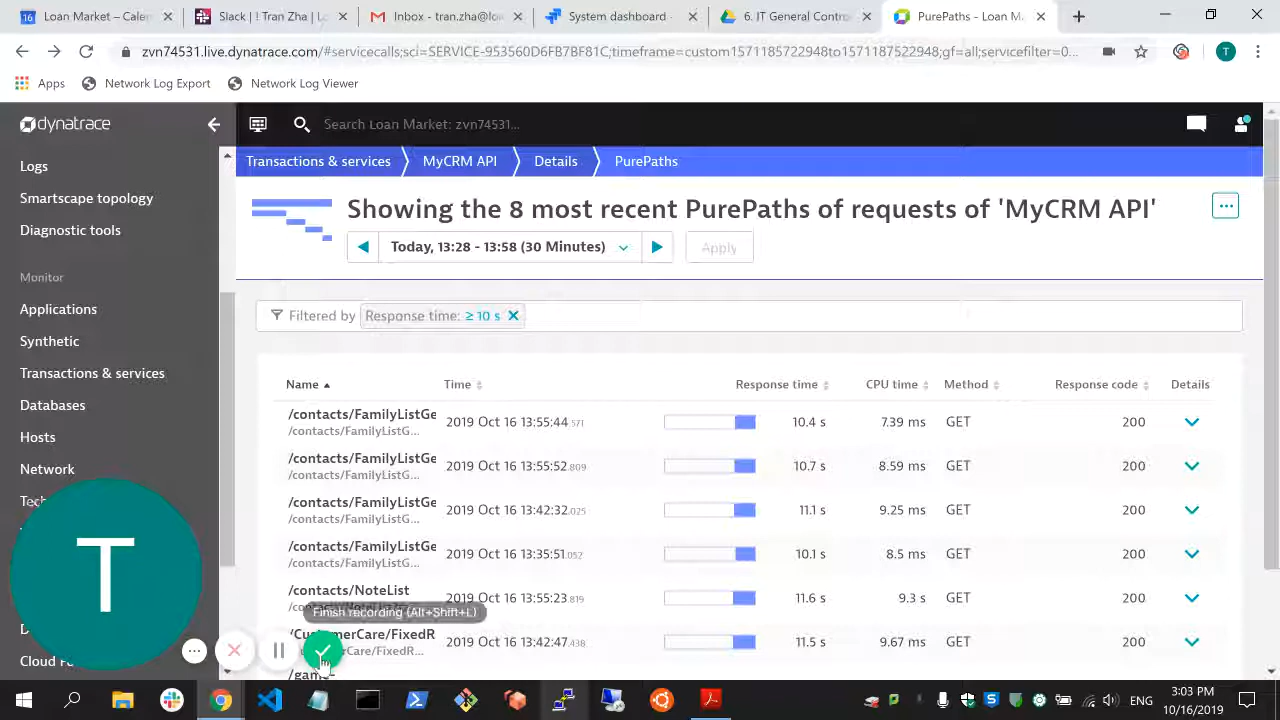 Loan Market - Calen
Slack | ! Tran Zha | Lo
Inbox - tran.zha@lo
System dashboard -
6. IT General Contr
PurePaths - Loan M
zvn74531.live.dynatrace.com/#servicecalls;sci=SERVICE-953560D6FB7BF81C;timeframe=custom1571185722948to1571187522948;gf=all;servicefilter=0...
T
Apps
Network Log Export
Network Log Viewer
dynatrace
Search Loan Market: zvn74531...
Logs
Smartscape topology
Diagnostic tools
Monitor
Applications
Synthetic
Transactions & services
Databases
Hosts
Network
Tec
T
Cloud Fo
Transactions & services
MyCRM API
Details
PurePaths
Showing the 8 most recent PurePaths of requests of 'MyCRM API'
Today, 13:28 - 13:58 (30 Minutes)
Apply
Filtered by Response time: ≥ 10 s
Name Time Response time CPU time Method Response code Details
/contacts/FamilyListGe
/contacts/FamilyListG...
2019 Oct 16 13:55:44.571 10.4 s 7.39 ms GET 200
/contacts/FamilyListGe
/contacts/FamilyListG...
2019 Oct 16 13:55:52.809 10.7 s 8.59 ms GET 200
/contacts/FamilyListGe
/contacts/FamilyListG...
2019 Oct 16 13:42:32.025 11.1 s 9.25 ms GET 200
/contacts/FamilyListGe
/contacts/FamilyListG...
2019 Oct 16 13:35:51.052 10.1 s 8.5 ms GET 200
/contacts/NoteList
2019 Oct 16 13:55:23.819 11.6 s 9.3 s GET 200
Finish recording (Alt+Shift+L)
/CustomerCare/FixedR
CustomerCare/FixedR...
2019 Oct 16 13:42:47.438 11.5 s 9.67 ms GET 200
ENG
3:03 PM
10/16/2019